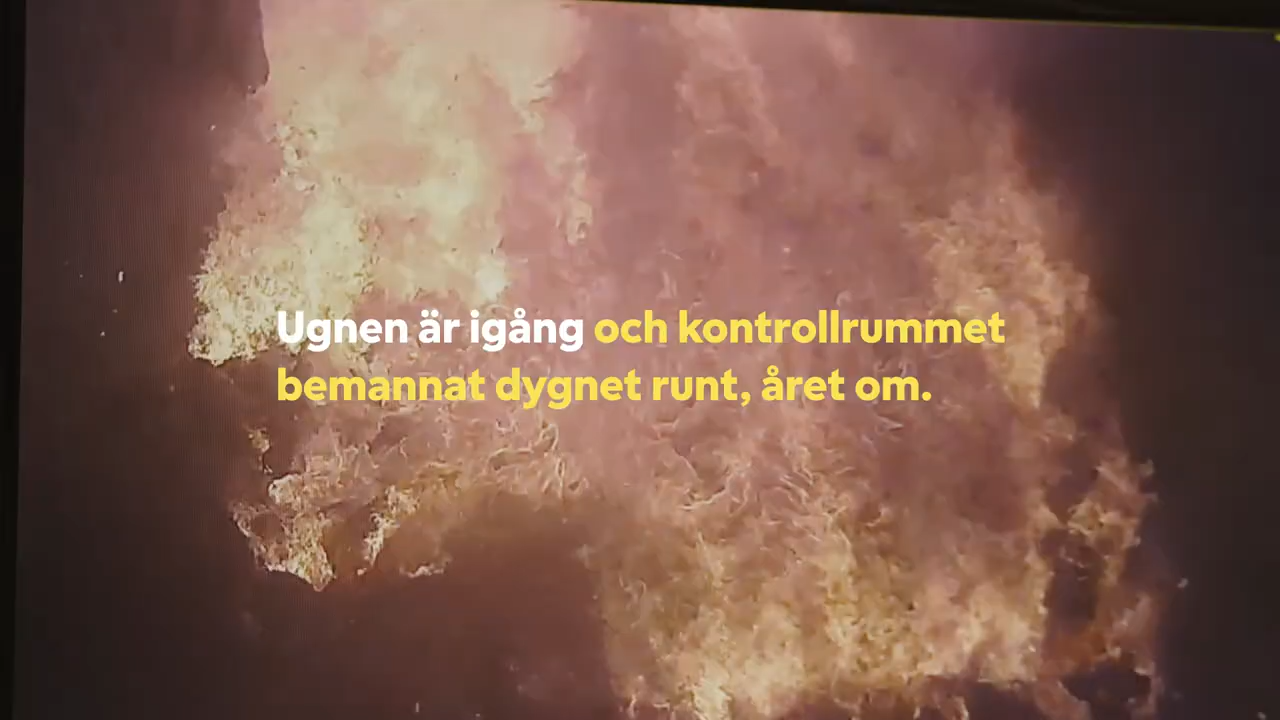 Ugnen är igång och kontrollrummet
bemannat dygnet runt, året om.